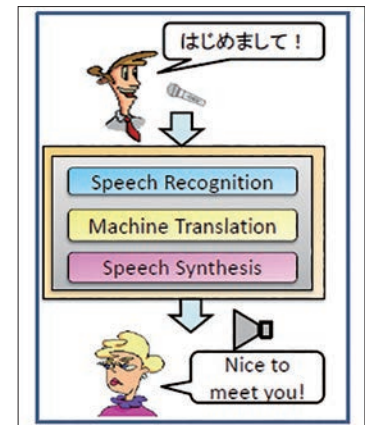 はじめまして！
Speech Recognition
Machine Translation
Speech Synthesis
Nice to
meet you!